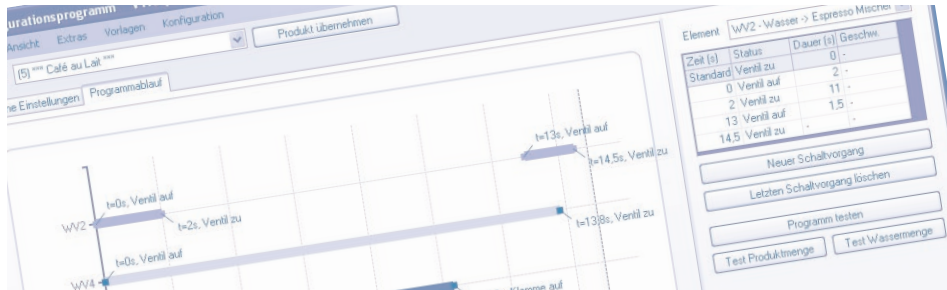 Ansicht Extras Vorlagen Konfiguration
(5) *** Café au Lait *** Produkt übernehmen
Einstellungen Programmablauf
t=13s, Ventil auf
t=14.5s, Ventil zu
t=0s, Ventil auf
WV2
t=2s, Ventil zu
t=13.8s, Ventil zu
t=0s, Ventil auf
WV4
auf
Element WV2 - Wasser -> Espresso Mischer
Zeit (s) Status Dauer (s) Geschw.
Standard Ventil zu 0 -
0 Ventil auf 2 -
2 Ventil zu 11 -
13 Ventil auf 1.5 -
14.5 Ventil zu - -
Neuer Schaltvorgang
Letzten Schaltvorgang löschen
Programm testen
Test Produktmenge Test Wassermenge